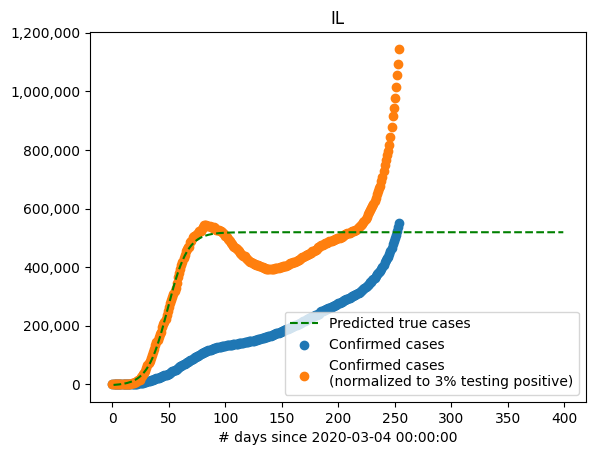 IL
1,200,000
1,000,000
800,000
600,000
400,000
200,000
0
Predicted true cases
Confirmed cases
Confirmed cases
(normalized to 3% testing positive)
0 50 100 150 200 250 300 350 400
# days since 2020-03-04 00:00:00